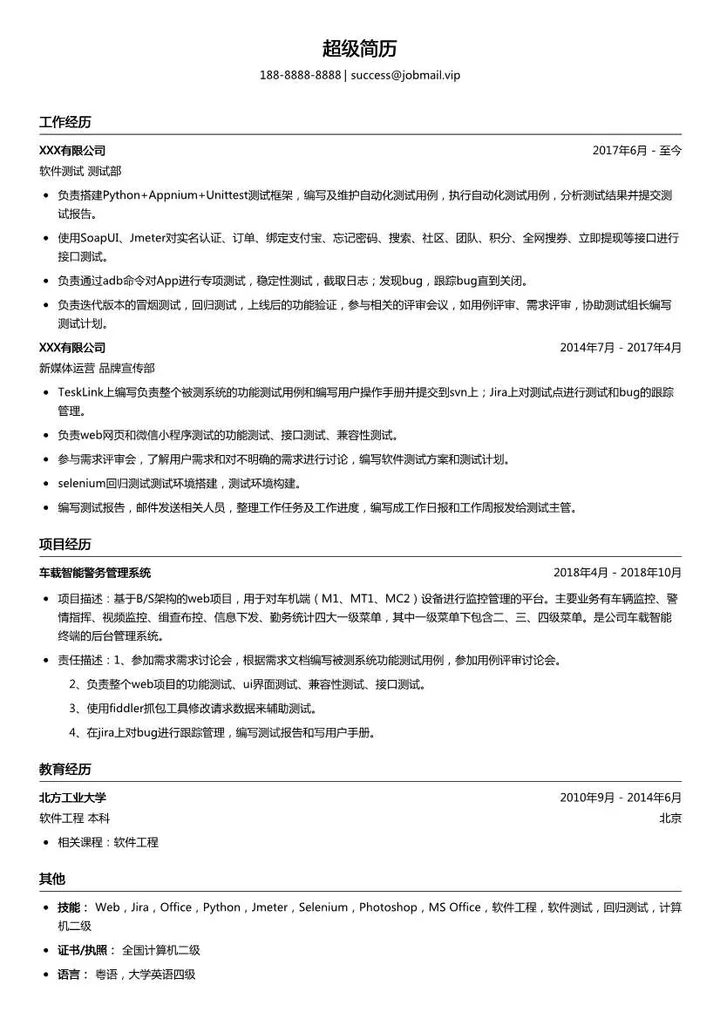 超级简历
188-8888-8888 | success@jobmail.vip
工作经历
XXX有限公司 2017年6月 - 至今
软件测试 测试部
• 负责搭建Python+Appnium+Unittest测试框架，编写及维护自动化测试用例，执行自动化测试用例，分析测试结果并提交测
试报告。
• 使用SoapUI、Jmeter对实名认证、订单、绑定支付宝、忘记密码、搜索、社区、团队、积分、全网搜券、立即提现等接口进行
接口测试。
• 负责通过adb命令对App进行专项测试，稳定性测试，截取日志；发现bug，跟踪bug直到关闭。
• 负责迭代版本的冒烟测试，回归测试，上线后的功能验证，参与相关的评审会议，如用例评审、需求评审，协助测试组长编写
测试计划。
XXX有限公司 2014年7月 - 2017年4月
新媒体运营 品牌宣传部
• TeskLink上编写负责整个被测系统的功能测试用例和编写用户操作手册并提交到svn上；Jira上对测试点进行测试和bug的跟踪
管理。
• 负责web网页和微信小程序测试的功能测试、接口测试、兼容性测试。
• 参与需求评审会，了解用户需求和对不明确的需求进行讨论，编写软件测试方案和测试计划。
• selenium回归测试测试环境搭建，测试环境构建。
• 编写测试报告，邮件发送相关人员，整理工作任务及工作进度，编写成工作日报和工作周报发给测试主管。
项目经历
车载智能警务管理系统 2018年4月 - 2018年10月
• 项目描述：基于B/S架构的web项目，用于对车机端（M1、MT1、MC2）设备进行监控管理的平台。主要业务有车辆监控、警
情指挥、视频监控、缉查布控、信息下发、勤务统计四大一级菜单，其中一级菜单下包含二、三、四级菜单。是公司车载智能
终端的后台管理系统。
• 责任描述：1、参加需求需求讨论会，根据需求文档编写被测系统功能测试用例，参加用例评审讨论会。
2、负责整个web项目的功能测试、ui界面测试、兼容性测试、接口测试。
3、使用fiddler抓包工具修改请求数据来辅助测试。
4、在jira上对bug进行跟踪管理，编写测试报告和写用户手册。
教育经历
北方工业大学 2010年9月 - 2014年6月
软件工程 本科 北京
• 相关课程：软件工程
其他
• 技能： Web，Jira，Office，Python，Jmeter，Selenium，Photoshop，MS Office，软件工程，软件测试，回归测试，计算
机二级
• 证书/执照： 全国计算机二级
• 语言： 粤语，大学英语四级